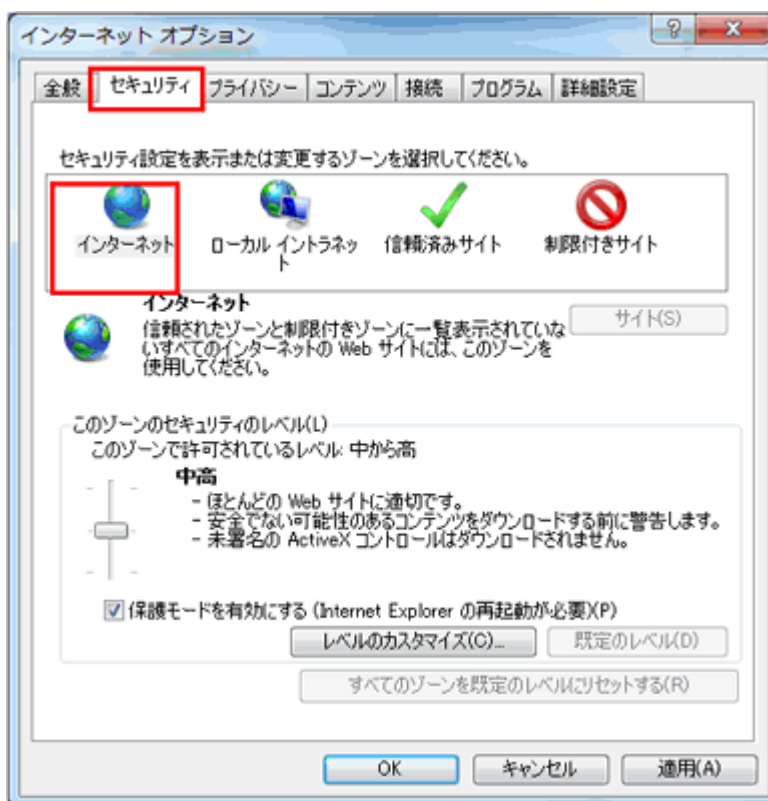 インターネット オプション
全般 セキュリティ プライバシー コンテンツ 接続 プログラム 詳細設定
セキュリティ設定を表示または変更するゾーンを選択してください。
インターネット
ローカル イントラネッ
ト
信頼済みサイト
制限付きサイト
インターネット
信頼されたゾーンと制限付きゾーンに一覧表示されていな
いすべてのインターネットの Web サイトには、このゾーンを
使用してください。
サイト(S)
このゾーンのセキュリティのレベル(L)
このゾーンで許可されているレベル: 中から高
中高
- ほとんどの Web サイトに適切です。
- 安全でない可能性のあるコンテンツをダウンロードする前に警告します。
- 未署名の ActiveX コントロールはダウンロードされません。
保護モードを有効にする (Internet Explorer の再起動が必要)(P)
レベルのカスタマイズ(C)... 既定のレベル(D)
すべてのゾーンを既定のレベルにリセットする(R)
OK キャンセル 適用(A)